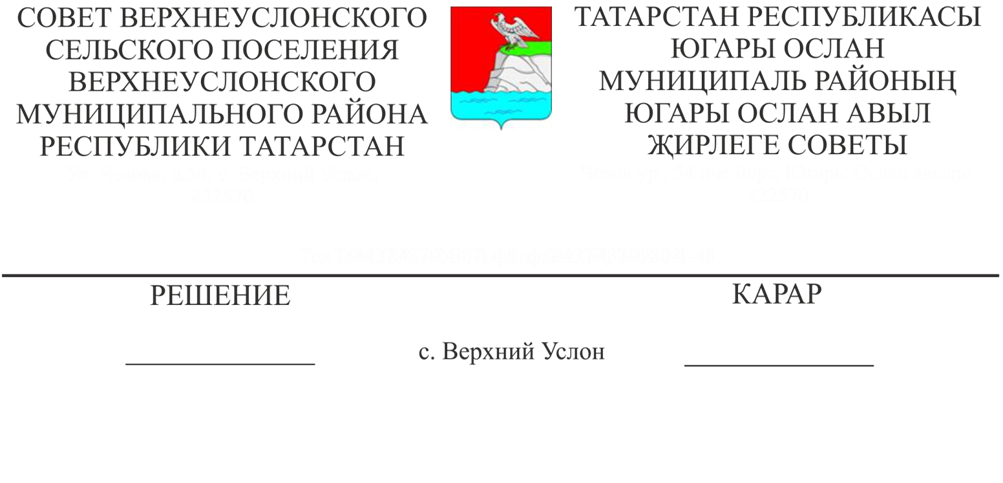 СОВЕТ ВЕРХНЕУСЛОНСКОГО
СЕЛЬСКОГО ПОСЕЛЕНИЯ
ВЕРХНЕУСЛОНСКОГО
МУНИЦИПАЛЬНОГО РАЙОНА
РЕСПУБЛИКИ ТАТАРСТАН
ТАТАРСТАН РЕСПУБЛИКАСЫ
ЮГАРЫ ОСЛАН
МУНИЦИПАЛЬ РАЙОНЫҢ
ЮГАРЫ ОСЛАН АВЫЛ
ҖИРЛЕГЕ СОВЕТЫ
РЕШЕНИЕ
КАРАР
с. Верхний Услон